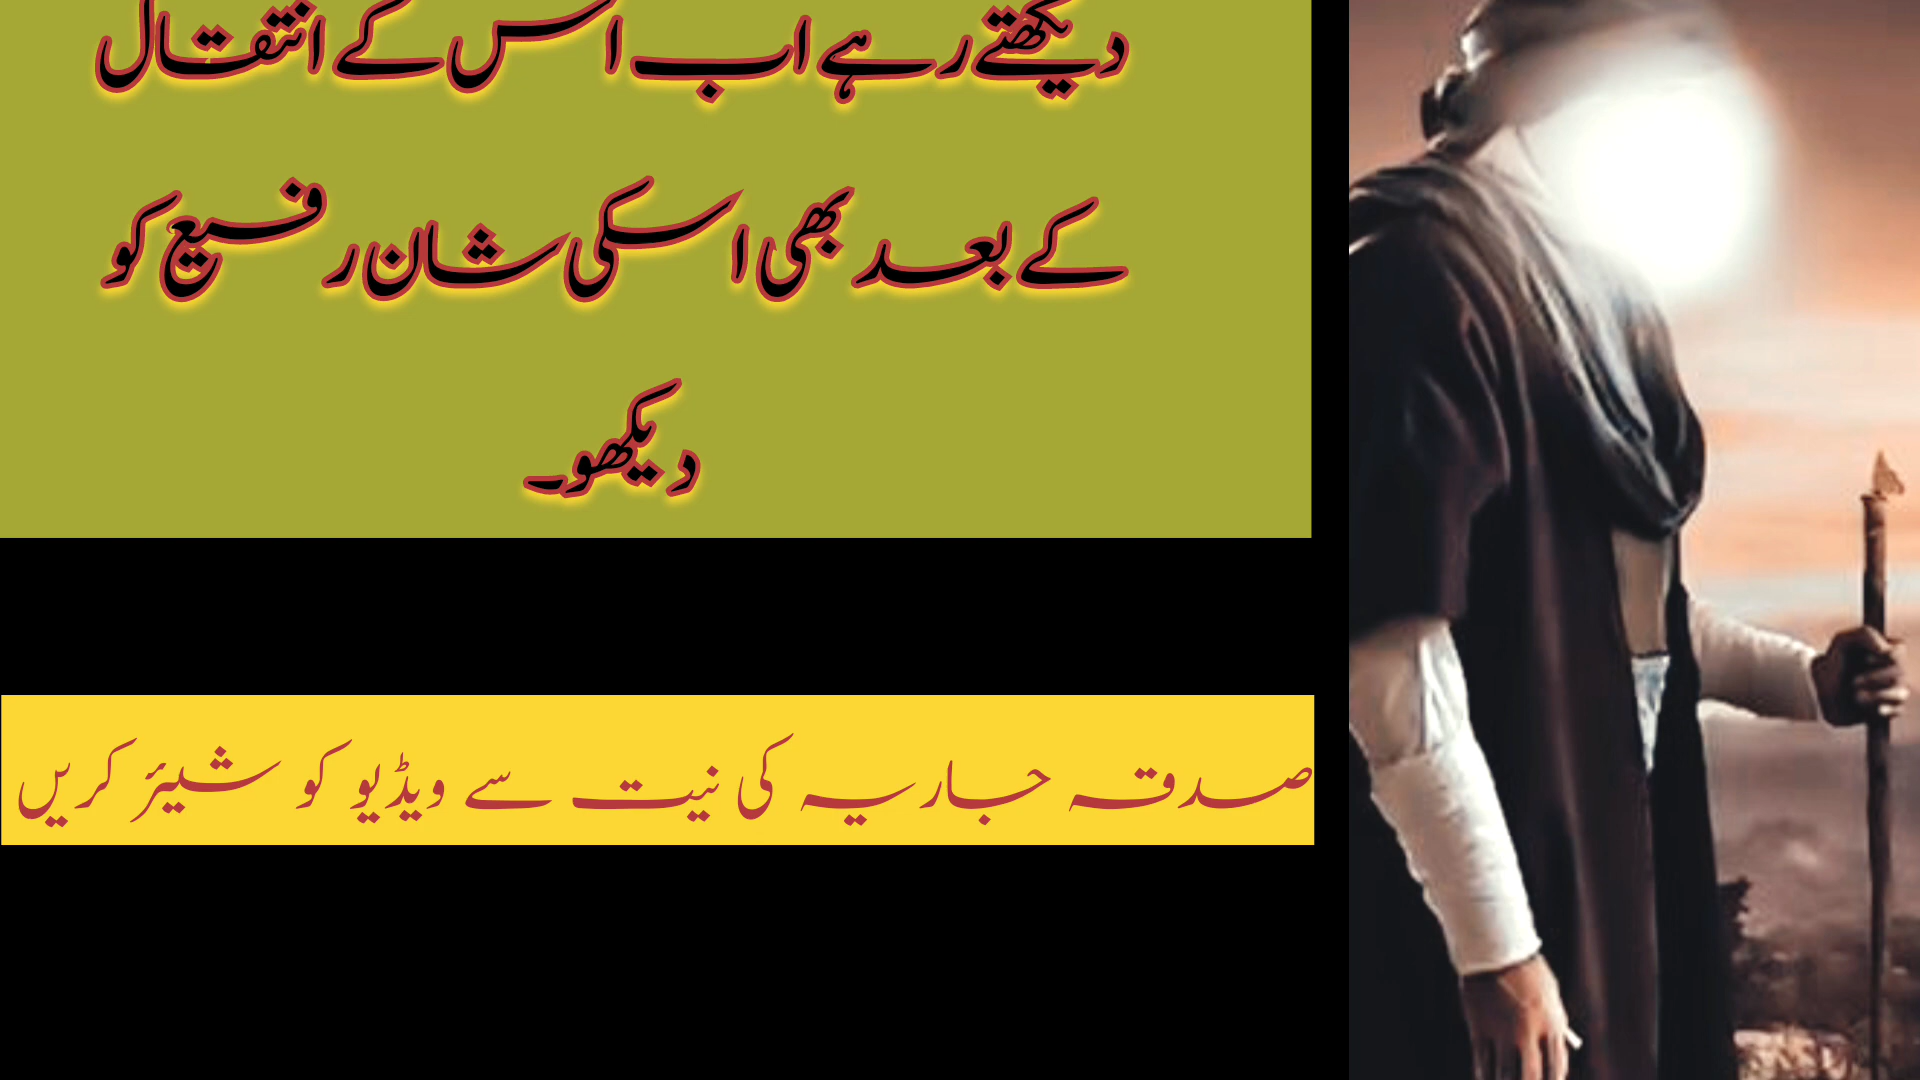 دیکھتے رہے اب اس کے انتقال
کے بعد بھی اسکی شان رفیع کو
دیکھو۔
صدقہ جاریہ کی نیت سے ویڈیو کو شیئر کریں